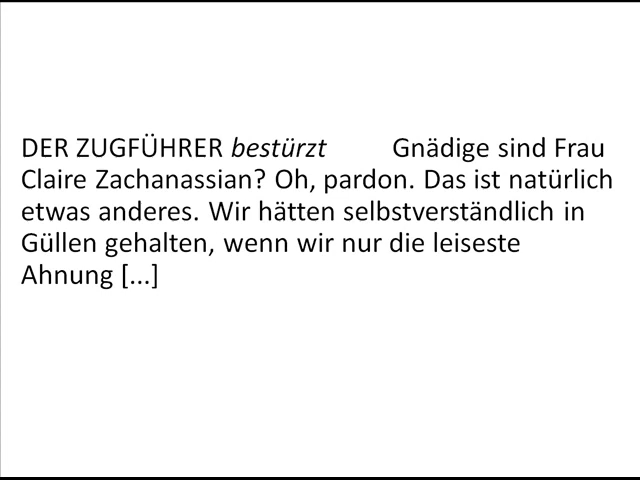 DER ZUGFÜHRER bestürzt Gnädige sind Frau
Claire Zachanassian? Oh, pardon. Das ist natürlich
etwas anderes. Wir hätten selbstverständlich in
Güllen gehalten, wenn wir nur die leiseste
Ahnung [...]